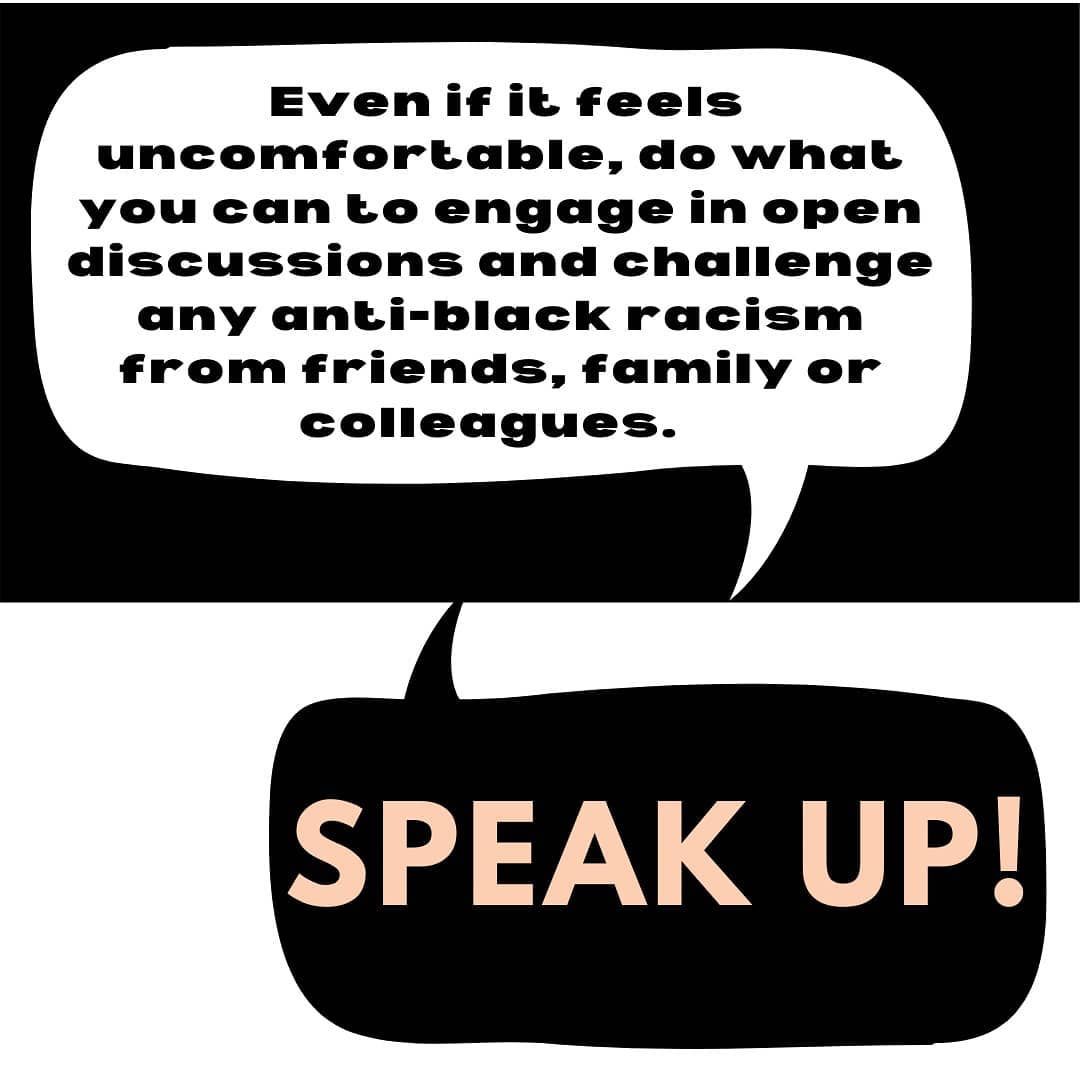 Even if it feels
uncomfortable, do what
you can to engage in open
discussions and challenge
any anti-black racism
from friends, family or
colleagues.
SPEAK UP!